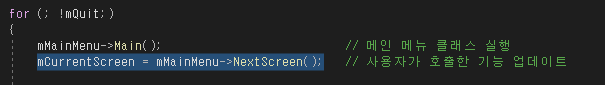 for (; !mQuit;)
{
mMainMenu->Main(); // 메인 메뉴 클래스 실행
mCurrentScreen = mMainMenu->NextScreen(); // 사용자가 호출한 기능 업데이트